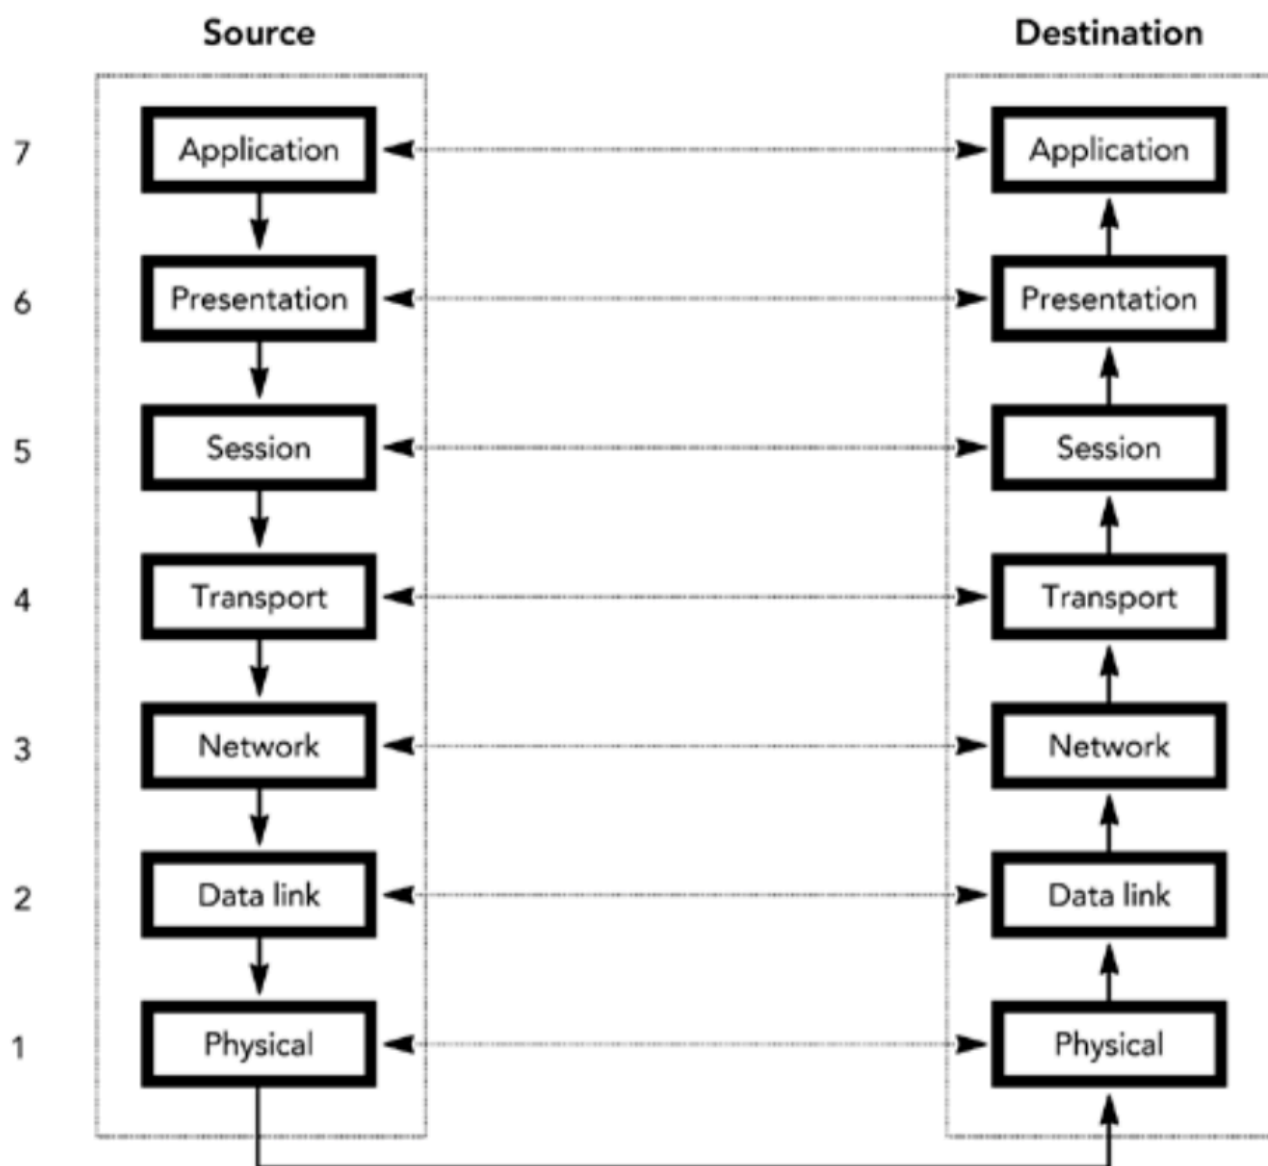 Source Destination
7 Application Application
6 Presentation Presentation
5 Session Session
4 Transport Transport
3 Network Network
2 Data link Data link
1 Physical Physical